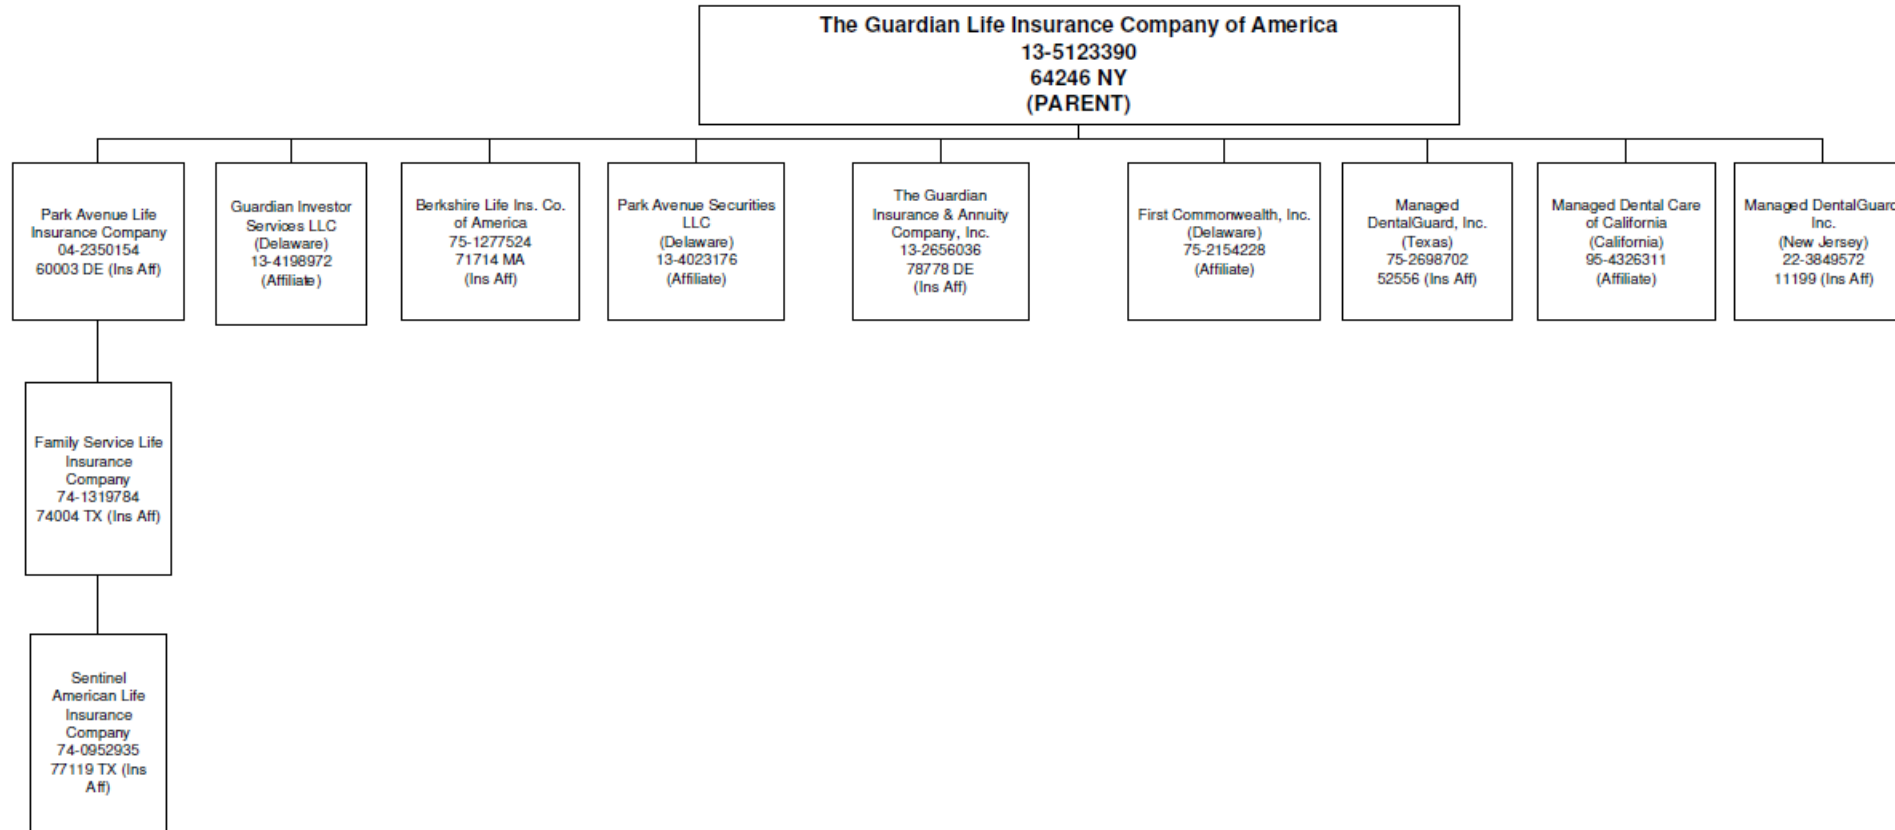 The Guardian Life Insurance Company of America
13-5123390
64246 NY
(PARENT)
Park Avenue Life
Insurance Company
04-2350154
60003 DE (Ins Aff)
Guardian Investor
Services LLC
(Delaware)
13-4198972
(Affiliate)
Berkshire Life Ins. Co.
of America
75-1277524
71714 MA
(Ins Aff)
Park Avenue Securities
LLC
(Delaware)
13-4023176
(Affiliate)
The Guardian
Insurance & Annuity
Company, Inc.
13-2656036
78778 DE
(Ins Aff)
First Commonwealth, Inc.
(Delaware)
75-2154228
(Affiliate)
Managed
DentalGuard, Inc.
(Texas)
75-2698702
52556 (Ins Aff)
Managed Dental Care
of California
(California)
95-4326311
(Affiliate)
Managed DentalGuard
Inc.
(New Jersey)
22-3849572
11199 (Ins Aff)
Family Service Life
Insurance
Company
74-1319784
74004 TX (Ins Aff)
Sentinel
American Life
Insurance
Company
74-0952935
77119 TX (Ins
Aff)